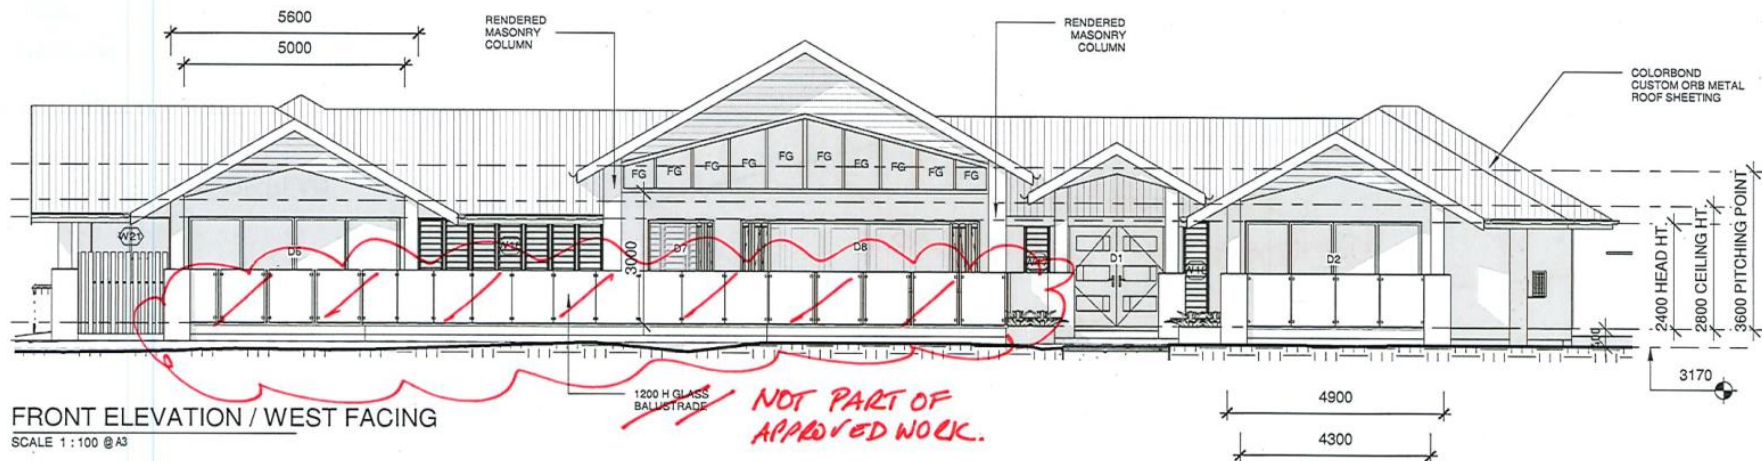 5600
5000
RENDERED
MASONRY
COLUMN
RENDERED
MASONRY
COLUMN
COLORBOND
CUSTOM ORB METAL
ROOF SHEETING
FG FG FG FG FG FG FG FG FG FG
W21
D6
D7
D8
D1
D2
3000
2400 HEAD HT.
2800 CEILING HT.
3600 PITCHING POINT
3170
1200 H GLASS
BALUSTRADE
NOT PART OF
APPROVED WORK.
4900
4300
FRONT ELEVATION / WEST FACING
SCALE 1 : 100 @ A3